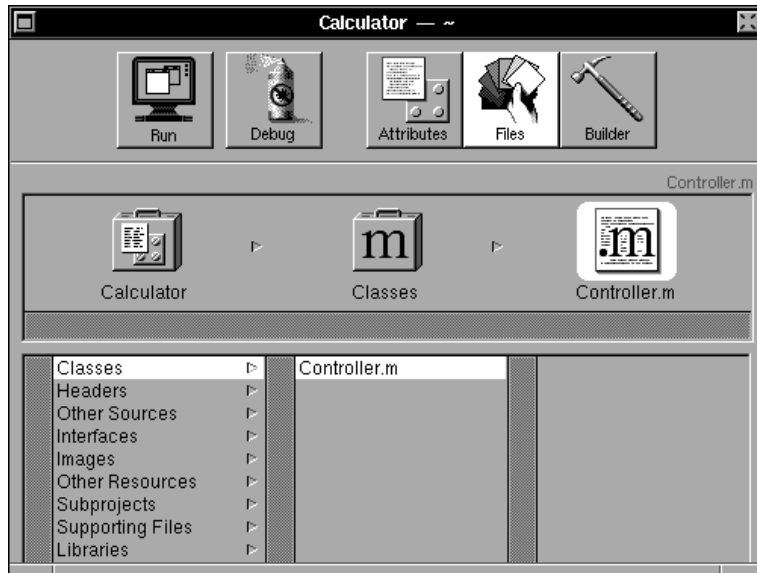 Calculator — ~
Run Debug Attributes Files Builder
Controller.m
m .m
Calculator Classes Controller.m
Classes Controller.m
Headers
Other Sources
Interfaces
Images
Other Resources
Subprojects
Supporting Files
Libraries